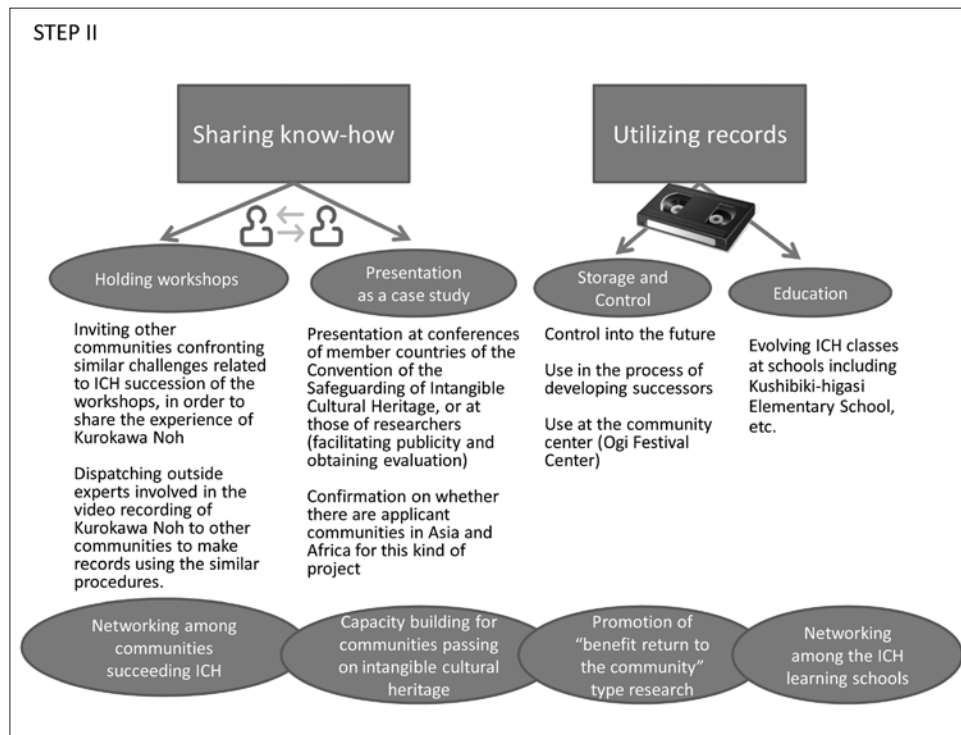 STEP II
Sharing know-how
Utilizing records
Holding workshops
Presentation
as a case study
Storage and
Control
Education
Inviting other
communities confronting
similar challenges related
to ICH succession of the
workshops, in order to
share the experience of
Kurokawa Noh
Dispatching outside
experts involved in the
video recording of
Kurokawa Noh to other
communities to make
records using the similar
procedures.
Presentation at conferences
of member countries of the
Convention of the
Safeguarding of Intangible
Cultural Heritage, or at
those of researchers
(facilitating publicity and
obtaining evaluation)
Confirmation on whether
there are applicant
communities in Asia and
Africa for this kind of
project
Control into the future
Use in the process of
developing successors
Use at the community
center (Ogi Festival
Center)
Evolving ICH classes
at schools including
Kushibiki-higasi
Elementary School,
etc.
Networking among
communities
succeeding ICH
Capacity building for
communities passing
on intangible cultural
heritage
Promotion of
“benefit return to
the community”
type research
Networking
among the ICH
learning schools